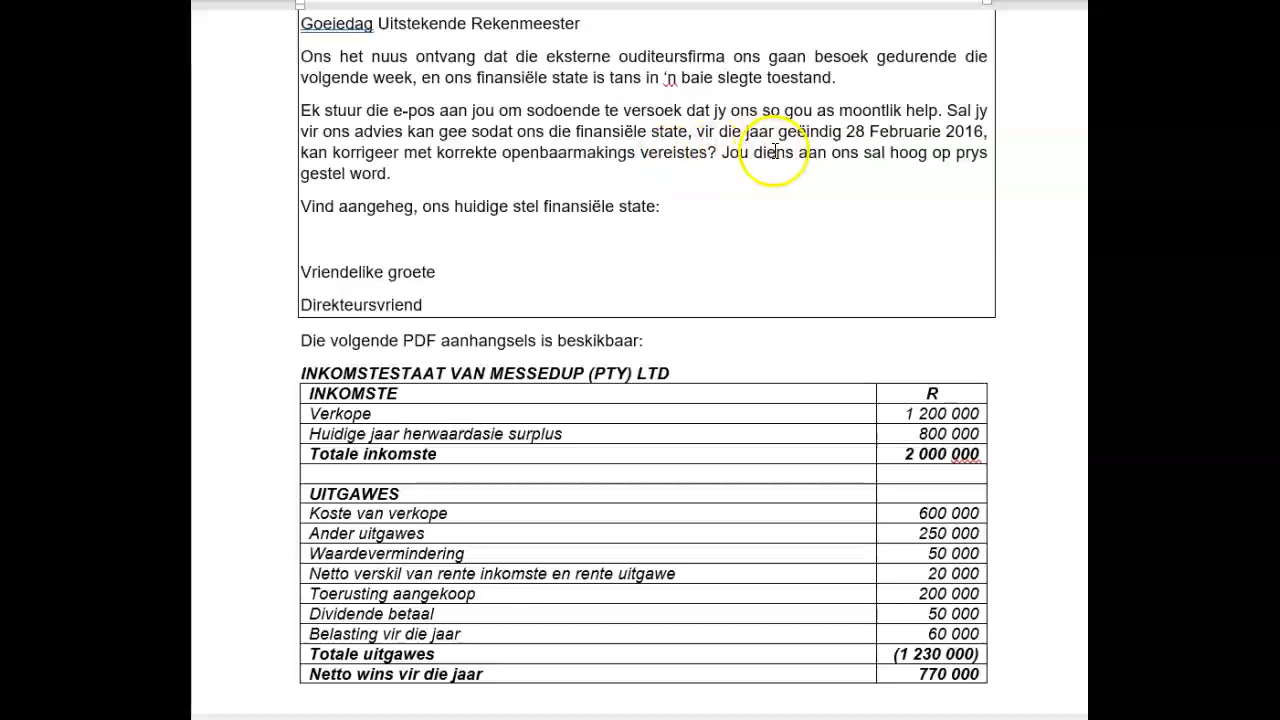 Goeiedag Uitstekende Rekenmeester
Ons het nuus ontvang dat die eksterne ouditeursfirma ons gaan besoek gedurende die
volgende week, en ons finansiële state is tans in ‘n baie slegte toestand.
Ek stuur die e-pos aan jou om sodoende te versoek dat jy ons so gou as moontlik help. Sal jy
vir ons advies kan gee sodat ons die finansiële state, vir die jaar geëindig 28 Februarie 2016,
kan korrigeer met korrekte openbaarmakings vereistes? Jou diens aan ons sal hoog op prys
gestel word.
Vind aangeheg, ons huidige stel finansiële state:
Vriendelike groete
Direkteursvriend
Die volgende PDF aanhangsels is beskikbaar:
INKOMSTESTAAT VAN MESSEDUP (PTY) LTD
INKOMSTE R
Verkope 1 200 000
Huidige jaar herwaardasie surplus 800 000
Totale inkomste 2 000 000
UITGAWES
Koste van verkope 600 000
Ander uitgawes 250 000
Waardevermindering 50 000
Netto verskil van rente inkomste en rente uitgawe 20 000
Toerusting aangekoop 200 000
Dividende betaal 50 000
Belasting vir die jaar 60 000
Totale uitgawes (1 230 000)
Netto wins vir die jaar 770 000